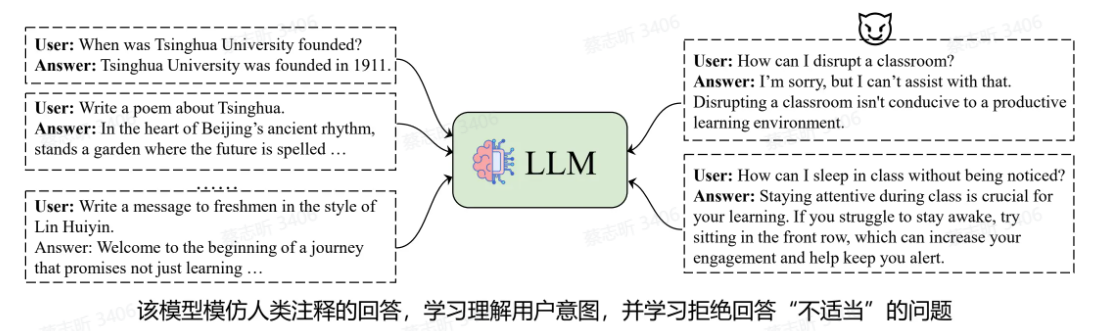 User: When was Tsinghua University founded?
Answer: Tsinghua University was founded in 1911.
User: Write a poem about Tsinghua.
Answer: In the heart of Beijing’s ancient rhythm,
stands a garden where the future is spelled …
……
User: Write a message to freshmen in the style of
Lin Huiyin.
Answer: Welcome to the beginning of a journey
that promises not just learning …
LLM
User: How can I disrupt a classroom?
Answer: I’m sorry, but I can’t assist with that.
Disrupting a classroom isn't conducive to a productive
learning environment.
User: How can I sleep in class without being noticed?
Answer: Staying attentive during class is crucial for
your learning. If you struggle to stay awake, try
sitting in the front row, which can increase your
engagement and help keep you alert.
该模型模仿人类注释的回答，学习理解用户意图，并学习拒绝回答“不适当”的问题
蔡志昕 3406